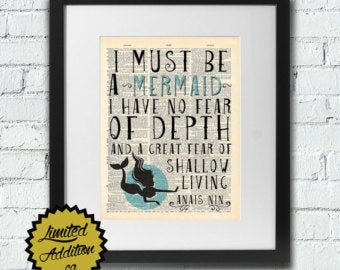 I MUST BE
A MERMAID
I HAVE NO FEAR
OF DEPTH
AND A GREAT FEAR OF
SHALLOW
LIVING
ANAIS NIN
Limited
Addition